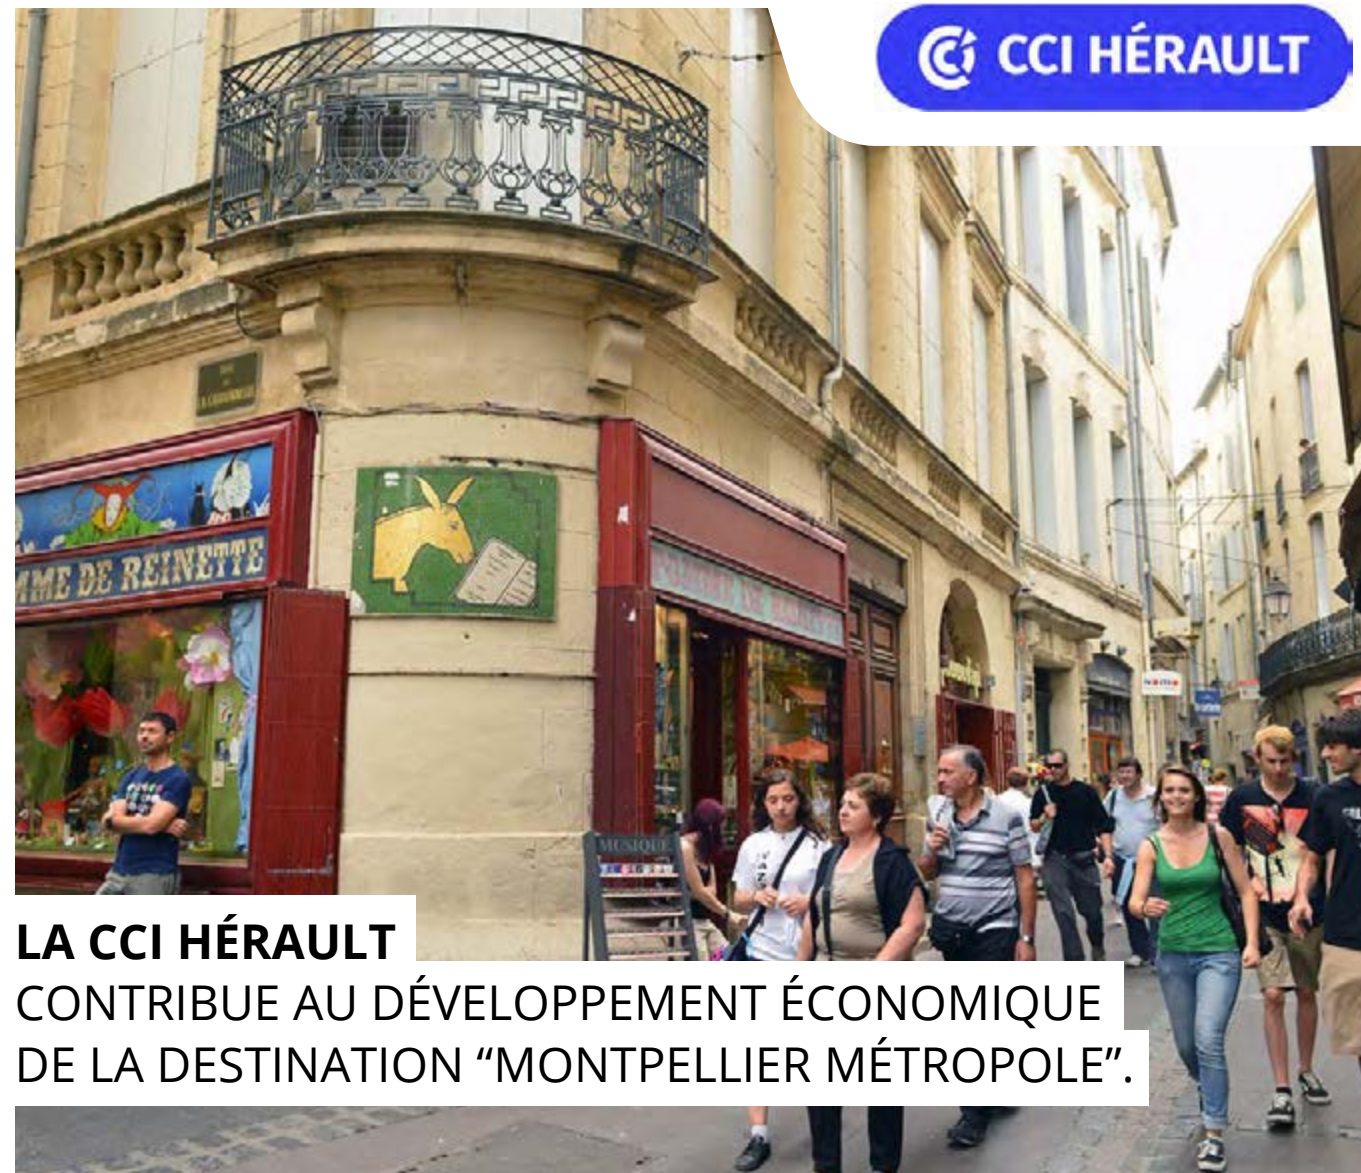 CCI HÉRAULT
MME DE REINETTE
MUSIQUE
LA CCI HÉRAULT
CONTRIBUE AU DÉVELOPPEMENT ÉCONOMIQUE
DE LA DESTINATION “MONTPELLIER MÉTROPOLE”.